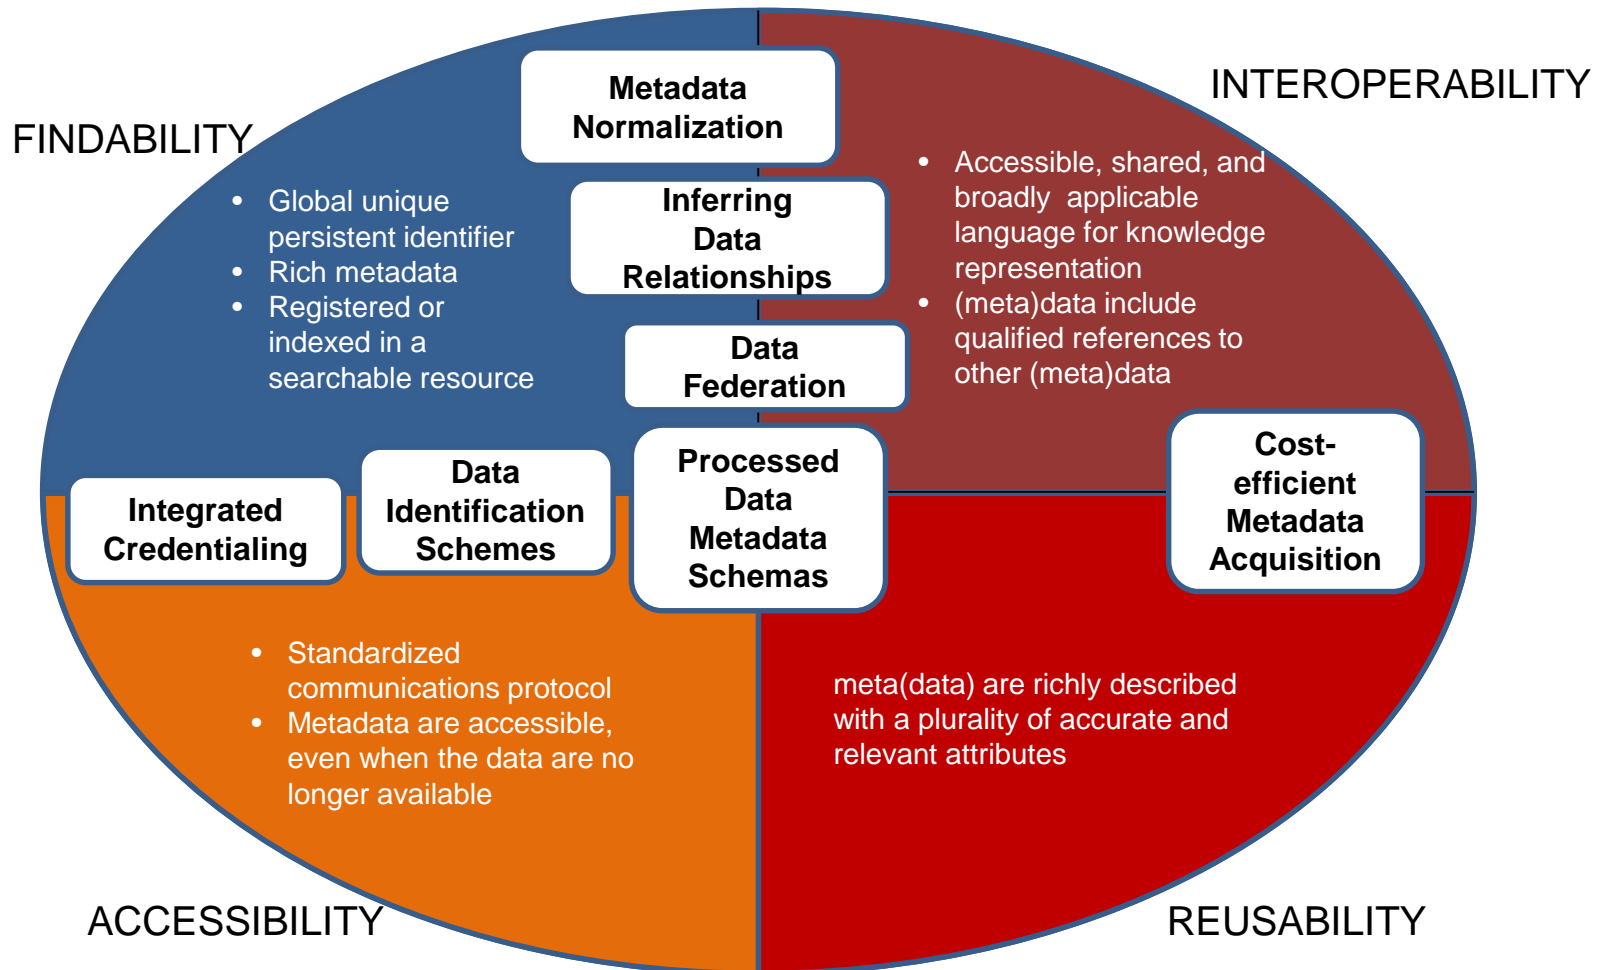 FINDABILITY
INTEROPERABILITY
Metadata
Normalization
Inferring
Data
Relationships
Data
Federation
• Global unique
persistent identifier
• Rich metadata
• Registered or
indexed in a
searchable resource
• Accessible, shared, and
broadly  applicable
language for knowledge
representation
• (meta)data include
qualified references to
other (meta)data
Integrated
Credentialing
Data
Identification
Schemes
Processed
Data
Metadata
Schemas
Cost-
efficient
Metadata
Acquisition
• Standardized
communications protocol
• Metadata are accessible,
even when the data are no
longer available
meta(data) are richly described
with a plurality of accurate and
relevant attributes
ACCESSIBILITY
REUSABILITY